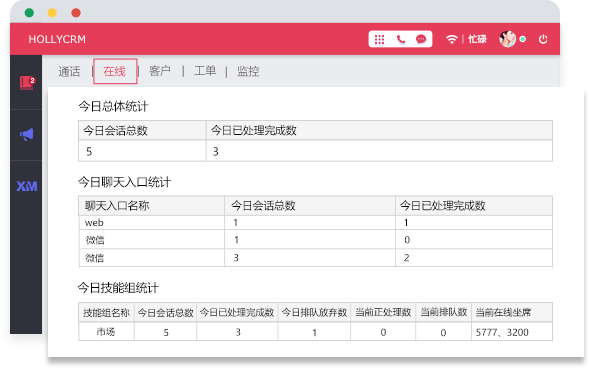 HOLLYCRM
忙碌
通话 | 在线 | 客户 | 工单 | 监控
2
XM
今日总体统计
今日会话总数 今日已处理完成数
5 3
今日聊天入口统计
聊天入口名称 今日会话总数 今日已处理完成数
web 1 1
微信 1 0
微信 3 2
今日技能组统计
技能组名称 今日会话总数 今日已处理完成数 今日排队放弃数 当前正处理数 当前排队数 当前在线坐席
市场 5 3 1 0 0 5777、3200